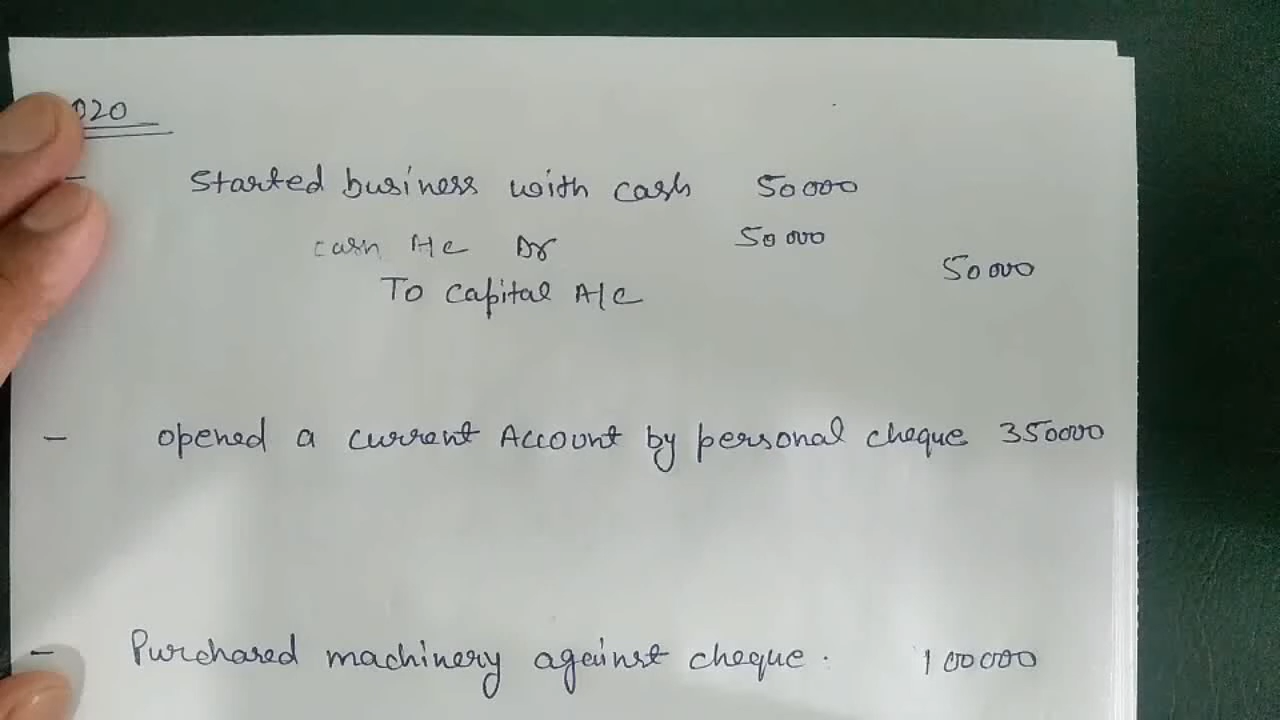 020
- Started business with cash 50000
cash A/c Dr 50000
To Capital A/c 50000
- opened a current Account by personal cheque 350000
- Purchased machinery against cheque. 100000